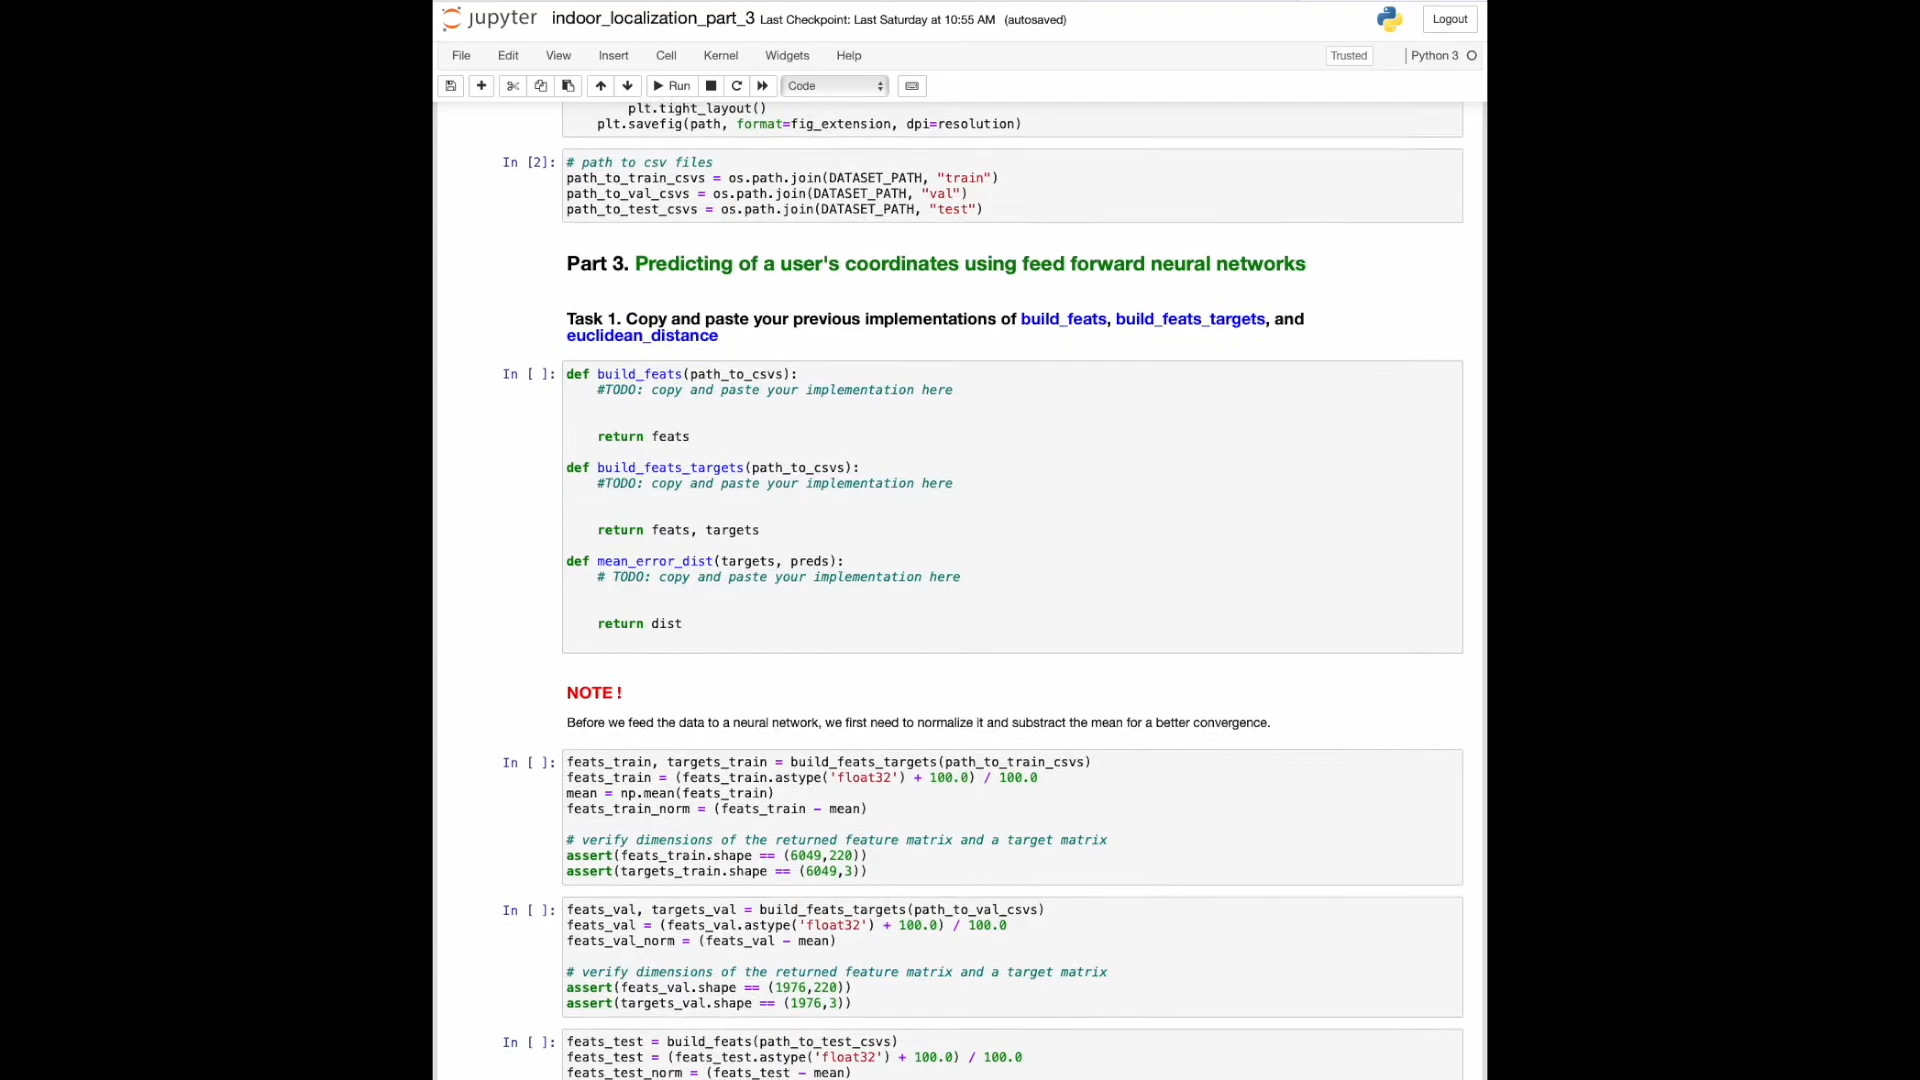 jupyter indoor_localization_part_3 Last Checkpoint: Last Saturday at 10:55 AM (autosaved)
Logout
File Edit View Insert Cell Kernel Widgets Help
Trusted Python 3
Run Code
plt.tight_layout()
plt.savefig(path, format=fig_extension, dpi=resolution)
In [2]: # path to csv files
path_to_train_csvs = os.path.join(DATASET_PATH, "train")
path_to_val_csvs = os.path.join(DATASET_PATH, "val")
path_to_test_csvs = os.path.join(DATASET_PATH, "test")
Part 3. Predicting of a user's coordinates using feed forward neural networks
Task 1. Copy and paste your previous implementations of build_feats, build_feats_targets, and
euclidean_distance
In [ ]: def build_feats(path_to_csvs):
#TODO: copy and paste your implementation here
return feats
def build_feats_targets(path_to_csvs):
#TODO: copy and paste your implementation here
return feats, targets
def mean_error_dist(targets, preds):
# TODO: copy and paste your implementation here
return dist
NOTE !
Before we feed the data to a neural network, we first need to normalize it and substract the mean for a better convergence.
In [ ]: feats_train, targets_train = build_feats_targets(path_to_train_csvs)
feats_train = (feats_train.astype('float32') + 100.0) / 100.0
mean = np.mean(feats_train)
feats_train_norm = (feats_train - mean)
# verify dimensions of the returned feature matrix and a target matrix
assert(feats_train.shape == (6049,220))
assert(targets_train.shape == (6049,3))
In [ ]: feats_val, targets_val = build_feats_targets(path_to_val_csvs)
feats_val = (feats_val.astype('float32') + 100.0) / 100.0
feats_val_norm = (feats_val - mean)
# verify dimensions of the returned feature matrix and a target matrix
assert(feats_val.shape == (1976,220))
assert(targets_val.shape == (1976,3))
In [ ]: feats_test = build_feats(path_to_test_csvs)
feats_test = (feats_test.astype('float32') + 100.0) / 100.0
feats_test_norm = (feats_test - mean)